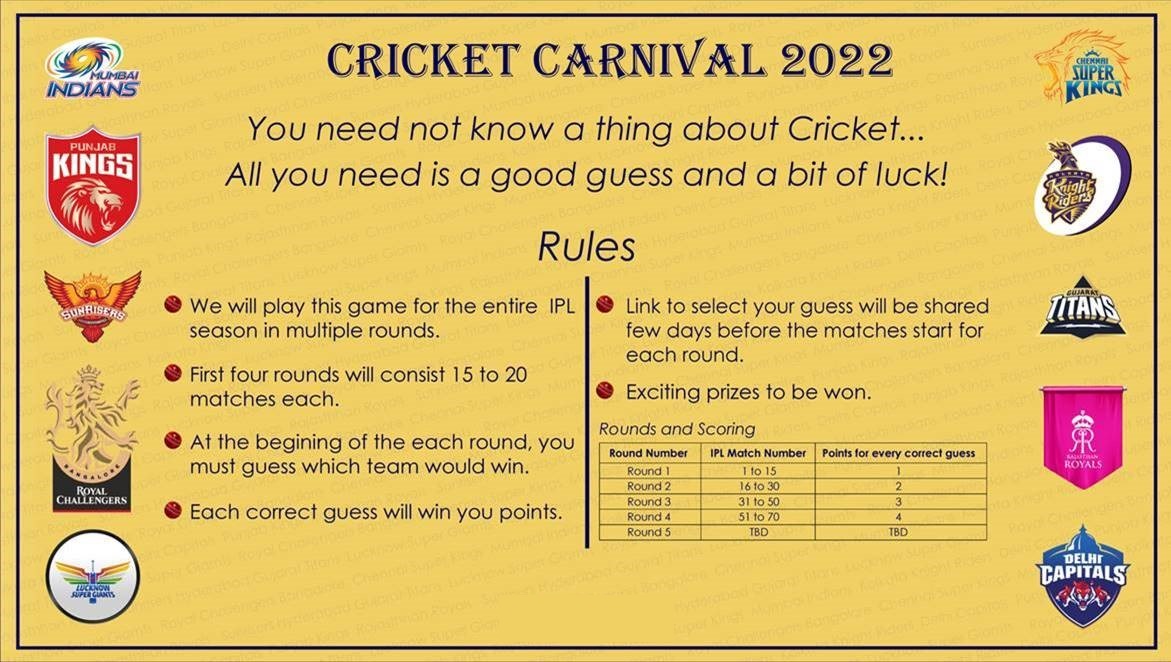 CRICKET CARNIVAL 2022
You need not know a thing about Cricket...
All you need is a good guess and a bit of luck!
Rules
We will play this game for the entire IPL
season in multiple rounds.
First four rounds will consist 15 to 20
matches each.
At the begining of the each round, you
must guess which team would win.
Each correct guess will win you points.
Link to select your guess will be shared
few days before the matches start for
each round.
Exciting prizes to be won.
Rounds and Scoring
Round Number IPL Match Number Points for every correct guess
Round 1 1 to 15 1
Round 2 16 to 30 2
Round 3 31 to 50 3
Round 4 51 to 70 4
Round 5 TBD TBD
MUMBAI
INDIANS
PUNJAB
KINGS
SUNRISERS
BANGALORE
ROYAL
CHALLENGERS
LUCKNOW
SUPER GIANTS
CHENNAI
SUPER
KINGS
Knight
Riders
GUJARAT
TITANS
RAJASTHAN
ROYALS
DELHI
CAPITALS